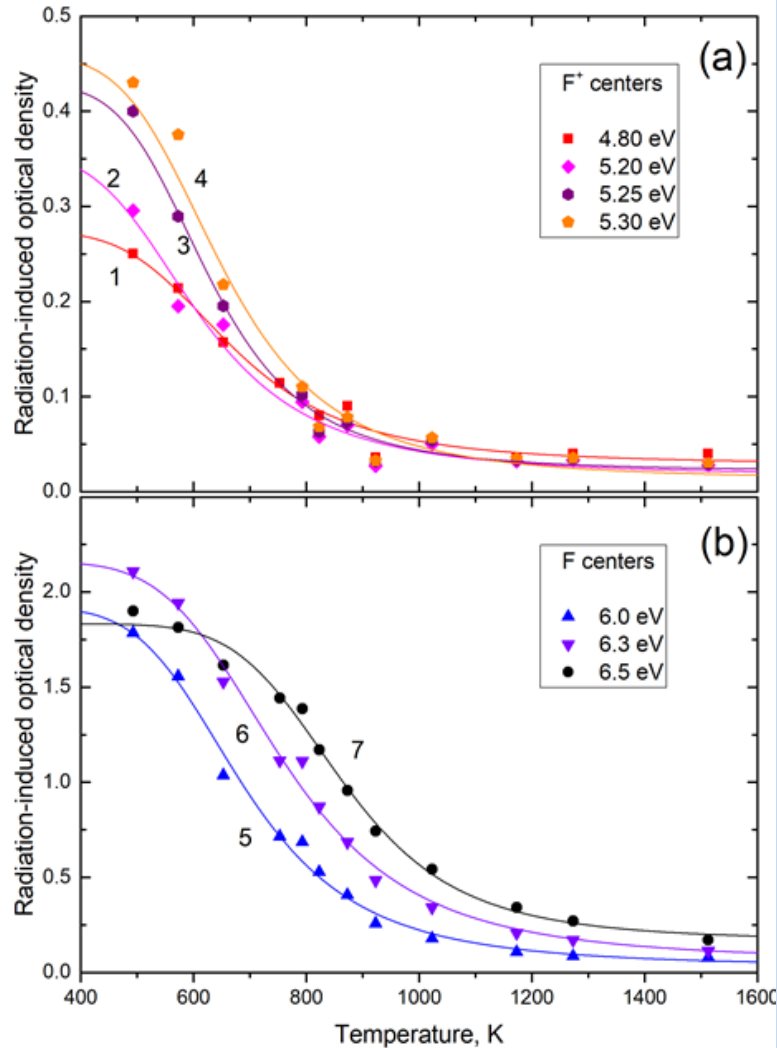 0.5
(a)
F⁺ centers
4.80 eV
5.20 eV
5.25 eV
5.30 eV
0.4
0.3
0.2
0.1
0.0
Radiation-induced optical density
2
4
3
1
(b)
F centers
6.0 eV
6.3 eV
6.5 eV
2.0
1.5
1.0
0.5
0.0
Radiation-induced optical density
6
7
5
400 600 800 1000 1200 1400 1600
Temperature, K